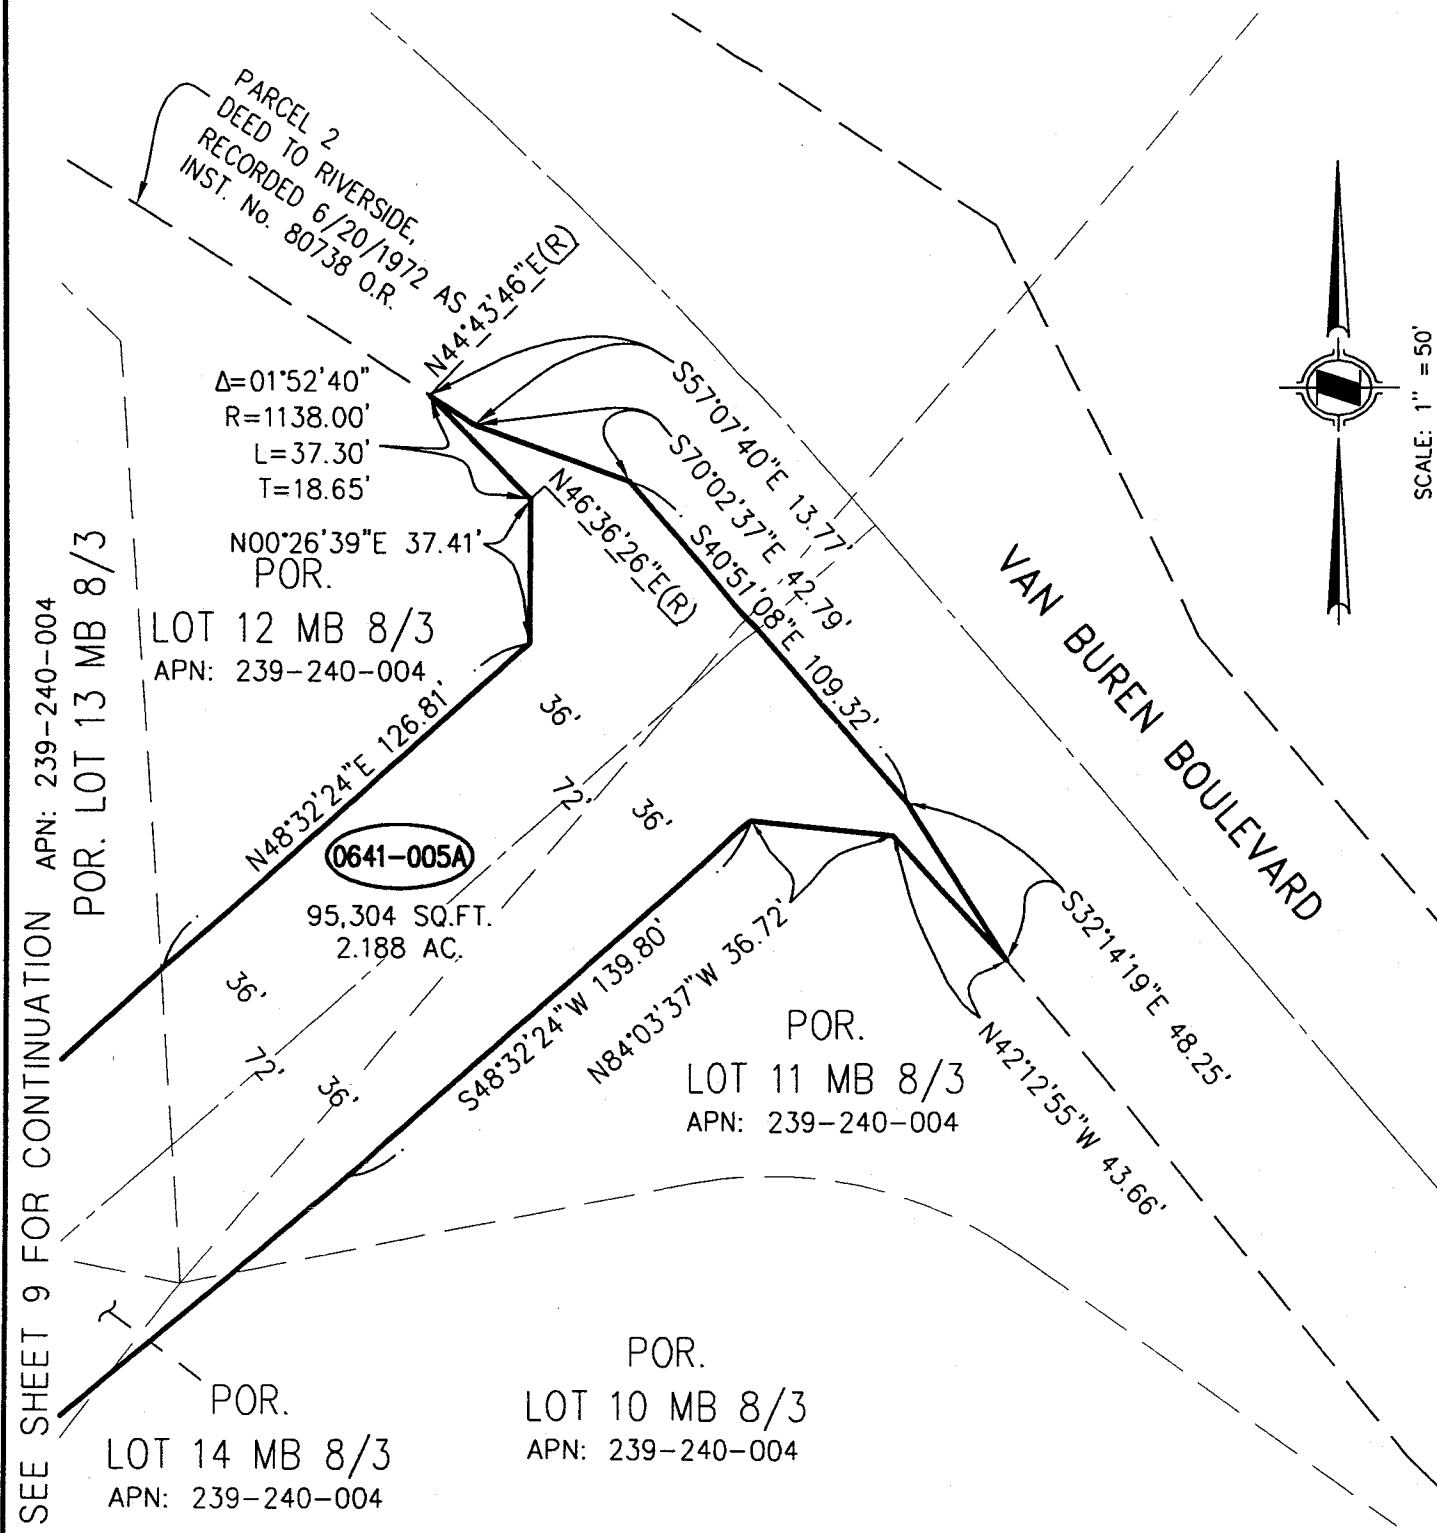 PARCEL 2
DEED TO RIVERSIDE,
RECORDED 6/20/1972 AS
INST. No. 80738 O.R.
N44°43'46"E(R)
Δ=01°52'40"
R=1138.00'
L=37.30'
T=18.65'
S57°07'40"E 13.77'
S70°02'37"E 42.79'
N46°36'26"E(R)
S40°51'08"E 109.32'
N00°26'39"E 37.41'
POR.
LOT 12 MB 8/3
APN: 239-240-004
SCALE: 1" = 50'
VAN BUREN BOULEVARD
APN: 239-240-004
POR. LOT 13 MB 8/3
N48°32'24"E 126.81'
36'
72'
36'
0641-005A
95,304 SQ.FT.
2.188 AC.
S32°14'19"E 48.25'
N84°03'37"W 36.72'
S48°32'24"W 139.80'
N42°12'55"W 43.66'
36'
72'
36'
POR.
LOT 11 MB 8/3
APN: 239-240-004
SEE SHEET 9 FOR CONTINUATION
POR.
LOT 10 MB 8/3
APN: 239-240-004
POR.
LOT 14 MB 8/3
APN: 239-240-004